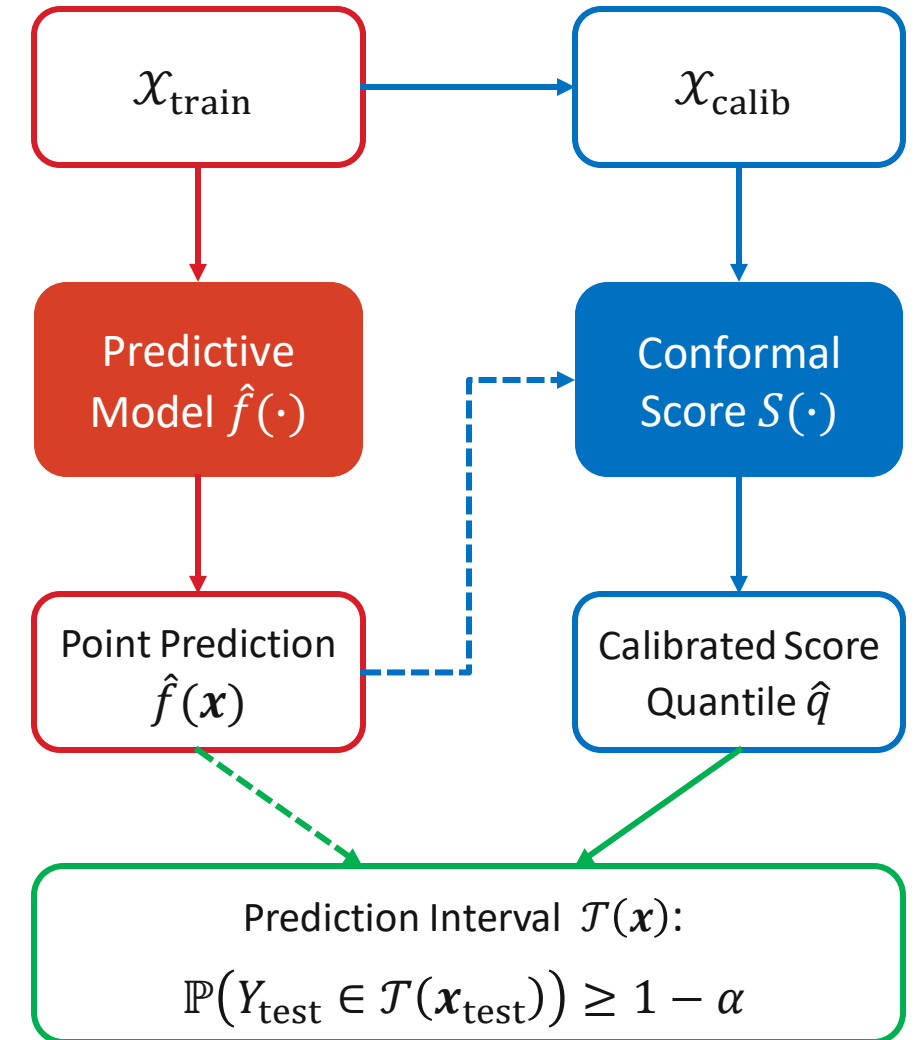 𝒳_train
𝒳_calib
Predictive
Model f̂(·)
Conformal
Score S(·)
Point Prediction
f̂(𝒙)
Calibrated Score
Quantile q̂
Prediction Interval 𝒯(𝒙):
ℙ(Y_test ∈ 𝒯(𝒙_test)) ≥ 1 − α